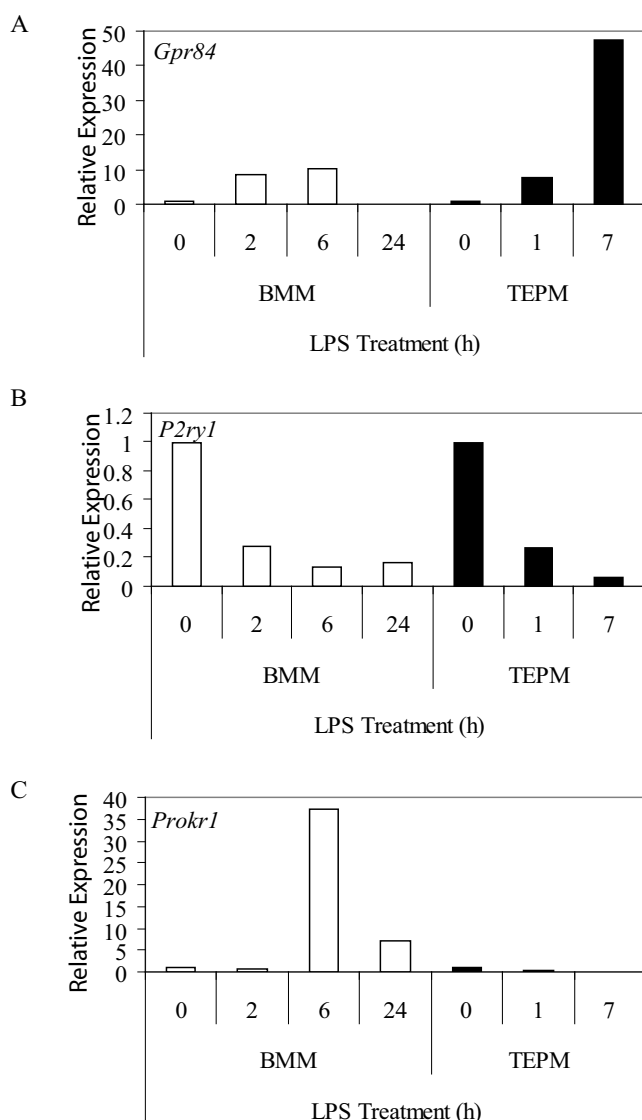 A
Gpr84
Relative Expression
50
40
30
20
10
0
0 2 6 24 0 1 7
BMM TEPM
LPS Treatment (h)
B
P2ry1
Relative Expression
1.2
1
0.8
0.6
0.4
0.2
0
0 2 6 24 0 1 7
BMM TEPM
LPS Treatment (h)
C
Prokr1
Relative Expression
40
35
30
25
20
15
10
5
0
0 2 6 24 0 1 7
BMM TEPM
LPS Treatment (h)